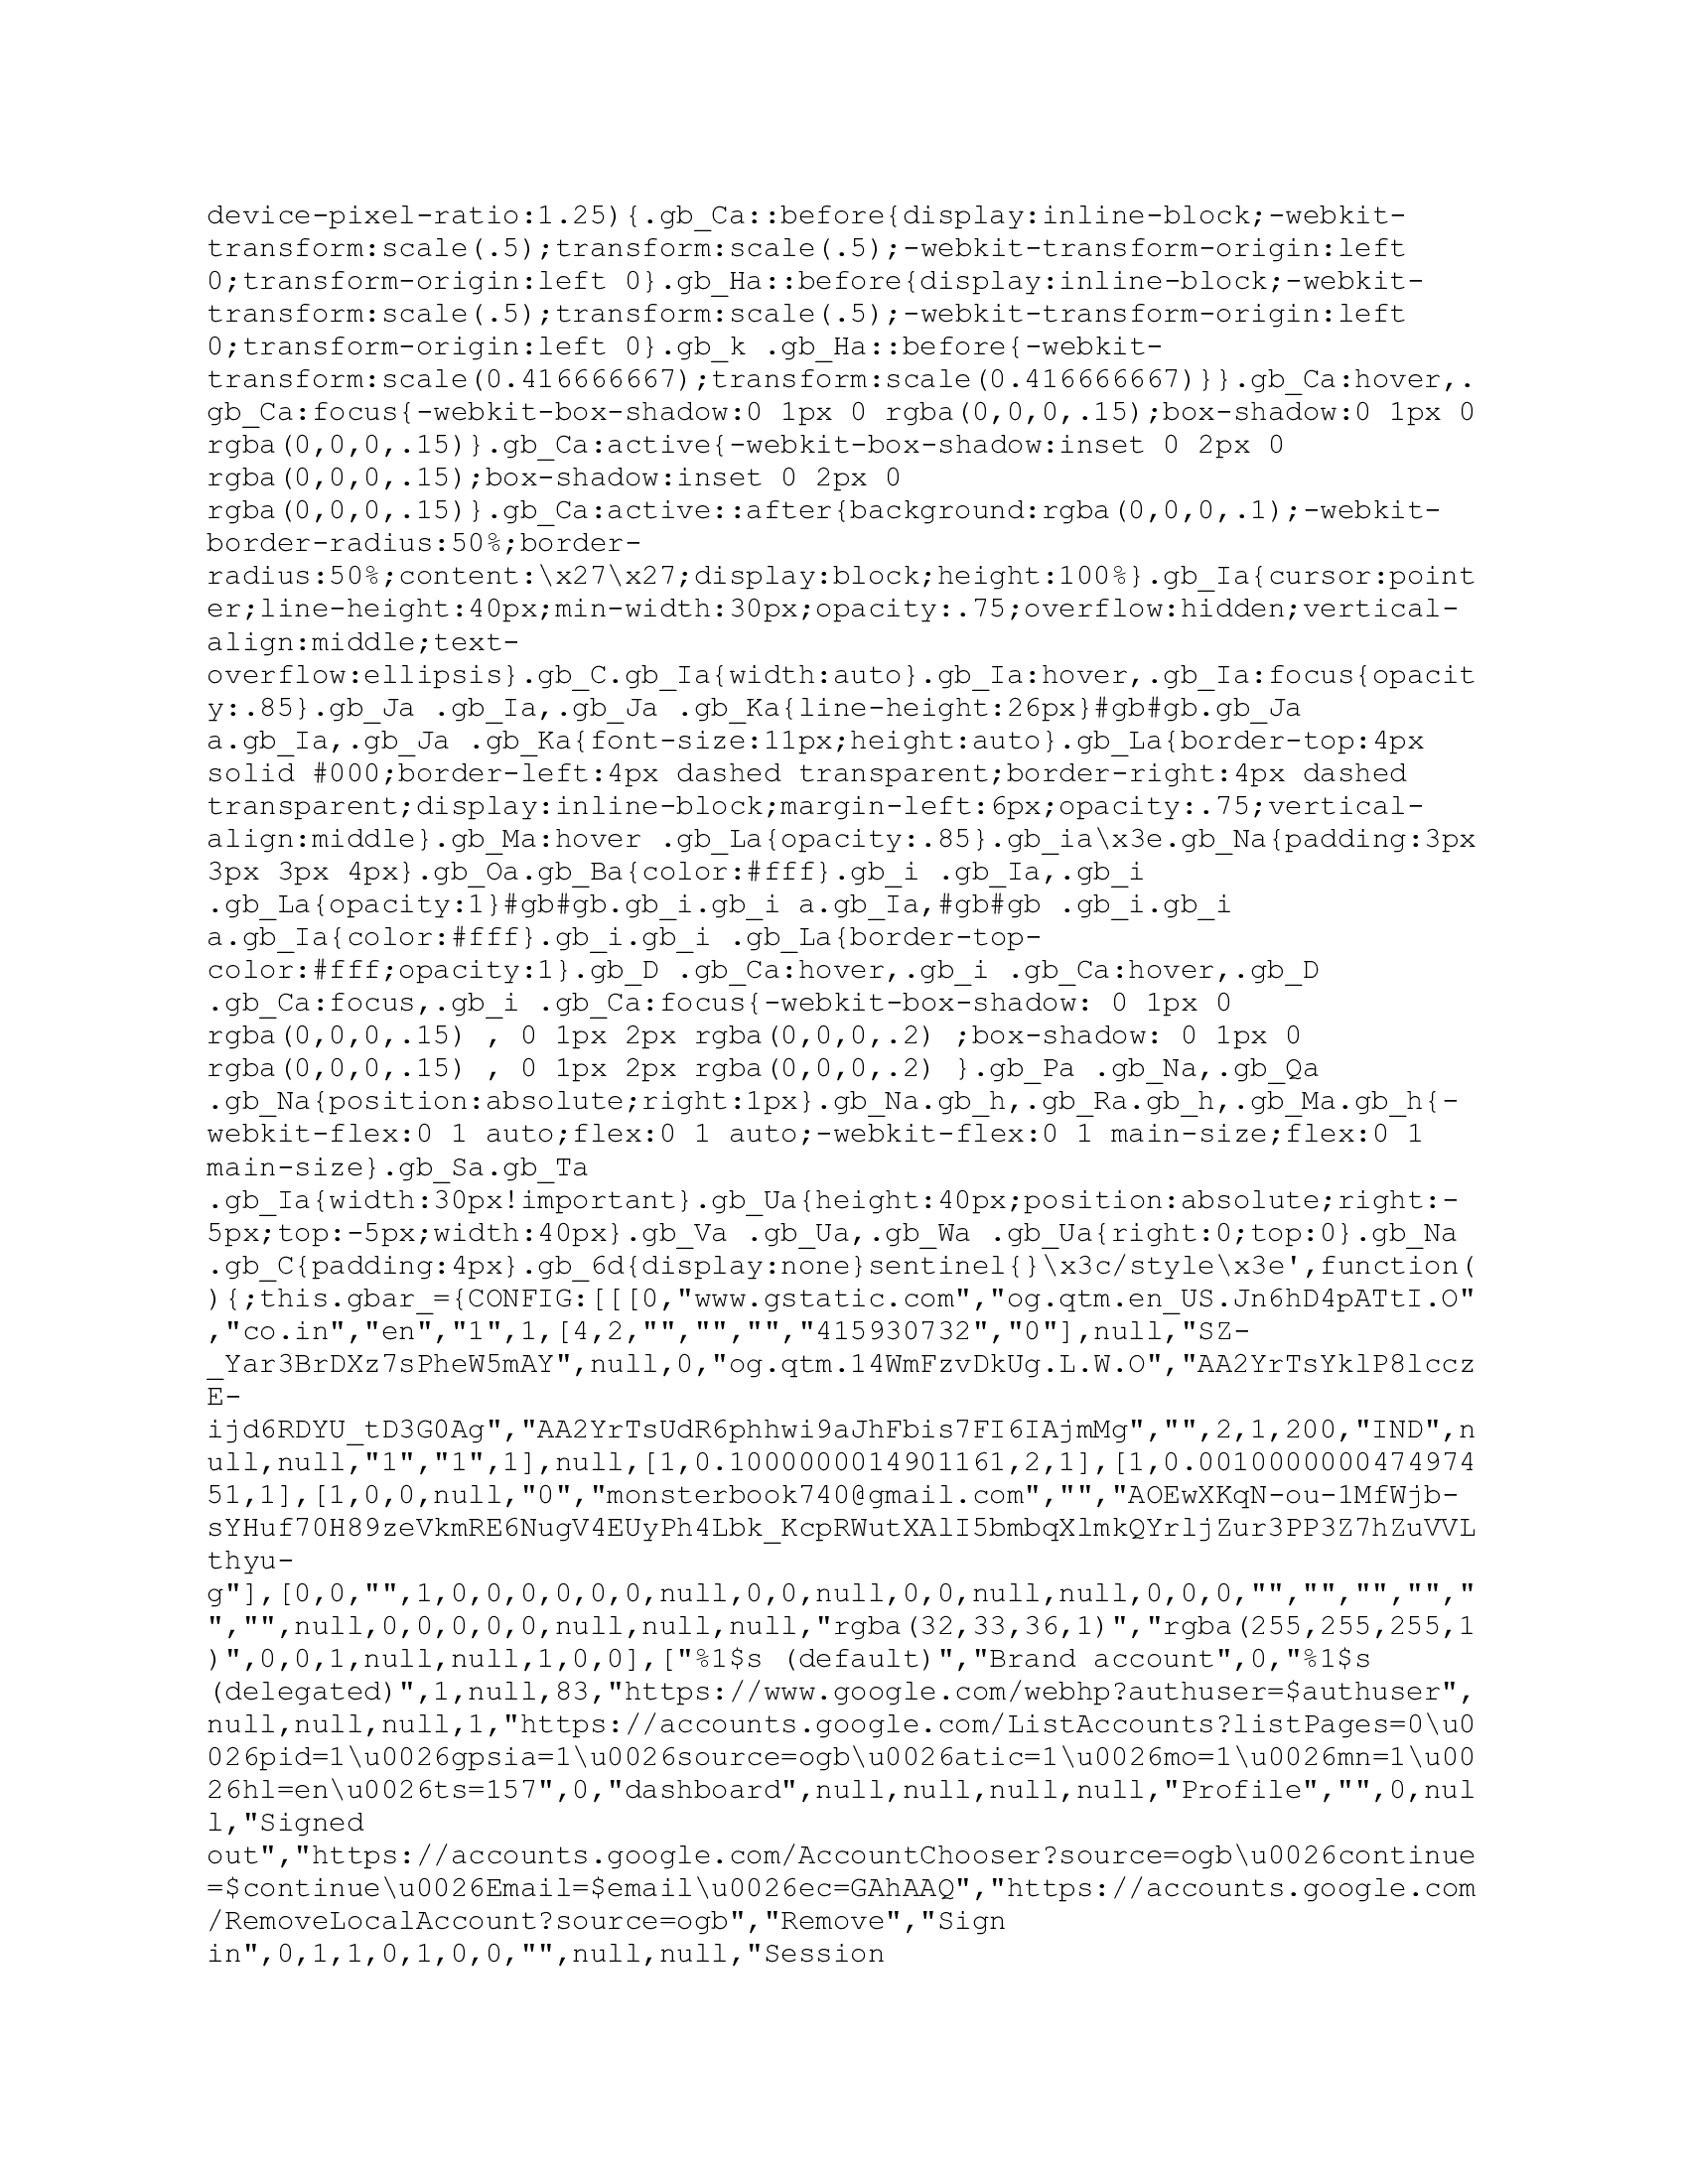 device-pixel-ratio:1.25){.gb_Ca::before{display:inline-block;-webkit-
transform:scale(.5);transform:scale(.5);-webkit-transform-origin:left
0;transform-origin:left 0}.gb_Ha::before{display:inline-block;-webkit-
transform:scale(.5);transform:scale(.5);-webkit-transform-origin:left
0;transform-origin:left 0}.gb_k .gb_Ha::before{-webkit-
transform:scale(0.416666667);transform:scale(0.416666667)}}.gb_Ca:hover,.
gb_Ca:focus{-webkit-box-shadow:0 1px 0 rgba(0,0,0,.15);box-shadow:0 1px 0
rgba(0,0,0,.15)}.gb_Ca:active{-webkit-box-shadow:inset 0 2px 0
rgba(0,0,0,.15);box-shadow:inset 0 2px 0
rgba(0,0,0,.15)}.gb_Ca:active::after{background:rgba(0,0,0,.1);-webkit-
border-radius:50%;border-
radius:50%;content:\x27\x27;display:block;height:100%}.gb_Ia{cursor:point
er;line-height:40px;min-width:30px;opacity:.75;overflow:hidden;vertical-
align:middle;text-
overflow:ellipsis}.gb_C.gb_Ia{width:auto}.gb_Ia:hover,.gb_Ia:focus{opacit
y:.85}.gb_Ja .gb_Ia,.gb_Ja .gb_Ka{line-height:26px}#gb#gb.gb_Ja
a.gb_Ia,.gb_Ja .gb_Ka{font-size:11px;height:auto}.gb_La{border-top:4px
solid #000;border-left:4px dashed transparent;border-right:4px dashed
transparent;display:inline-block;margin-left:6px;opacity:.75;vertical-
align:middle}.gb_Ma:hover .gb_La{opacity:.85}.gb_ia\x3e.gb_Na{padding:3px
3px 3px 4px}.gb_Oa.gb_Ba{color:#fff}.gb_i .gb_Ia,.gb_i
.gb_La{opacity:1}#gb#gb.gb_i.gb_i a.gb_Ia,#gb#gb .gb_i.gb_i
a.gb_Ia{color:#fff}.gb_i.gb_i .gb_La{border-top-
color:#fff;opacity:1}.gb_D .gb_Ca:hover,.gb_i .gb_Ca:hover,.gb_D
.gb_Ca:focus,.gb_i .gb_Ca:focus{-webkit-box-shadow: 0 1px 0
rgba(0,0,0,.15) , 0 1px 2px rgba(0,0,0,.2) ;box-shadow: 0 1px 0
rgba(0,0,0,.15) , 0 1px 2px rgba(0,0,0,.2) }.gb_Pa .gb_Na,.gb_Qa
.gb_Na{position:absolute;right:1px}.gb_Na.gb_h,.gb_Ra.gb_h,.gb_Ma.gb_h{-
webkit-flex:0 1 auto;flex:0 1 auto;-webkit-flex:0 1 main-size;flex:0 1
main-size}.gb_Sa.gb_Ta
.gb_Ia{width:30px!important}.gb_Ua{height:40px;position:absolute;right:-
5px;top:-5px;width:40px}.gb_Va .gb_Ua,.gb_Wa .gb_Ua{right:0;top:0}.gb_Na
.gb_C{padding:4px}.gb_6d{display:none}sentinel{}\x3c/style\x3e',function(
){;this.gbar_={CONFIG:[[[0,"www.gstatic.com","og.qtm.en_US.Jn6hD4pATtI.O"
,"co.in","en","1",1,[4,2,"","","","415930732","0"],null,"SZ-
_Yar3BrDXz7sPheW5mAY",null,0,"og.qtm.14WmFzvDkUg.L.W.O","AA2YrTsYklP8lccz
E-
ijd6RDYU_tD3G0Ag","AA2YrTsUdR6phhwi9aJhFbis7FI6IAjmMg","",2,1,200,"IND",n
ull,null,"1","1",1],null,[1,0.1000000014901161,2,1],[1,0.0010000000474974
51,1],[1,0,0,null,"0","monsterbook740@gmail.com","","AOEwXKqN-ou-1MfWjb-
sYHuf70H89zeVkmRE6NugV4EUyPh4Lbk_KcpRWutXAlI5bmbqXlmkQYrljZur3PP3Z7hZuVVL
thyu-
g"],[0,0,"",1,0,0,0,0,0,0,null,0,0,null,0,0,null,null,0,0,0,"","","","","
","",null,0,0,0,0,0,null,null,null,"rgba(32,33,36,1)","rgba(255,255,255,1
)",0,0,1,null,null,1,0,0],["%1$s (default)","Brand account",0,"%1$s
(delegated)",1,null,83,"https://www.google.com/webhp?authuser=$authuser",
null,null,null,1,"https://accounts.google.com/ListAccounts?listPages=0\u0
026pid=1\u0026gpsia=1\u0026source=ogb\u0026atic=1\u0026mo=1\u0026mn=1\u00
26hl=en\u0026ts=157",0,"dashboard",null,null,null,null,"Profile","",0,nul
l,"Signed
out","https://accounts.google.com/AccountChooser?source=ogb\u0026continue
=$continue\u0026Email=$email\u0026ec=GAhAAQ","https://accounts.google.com
/RemoveLocalAccount?source=ogb","Remove","Sign
in",0,1,1,0,1,0,0,"",null,null,"Session